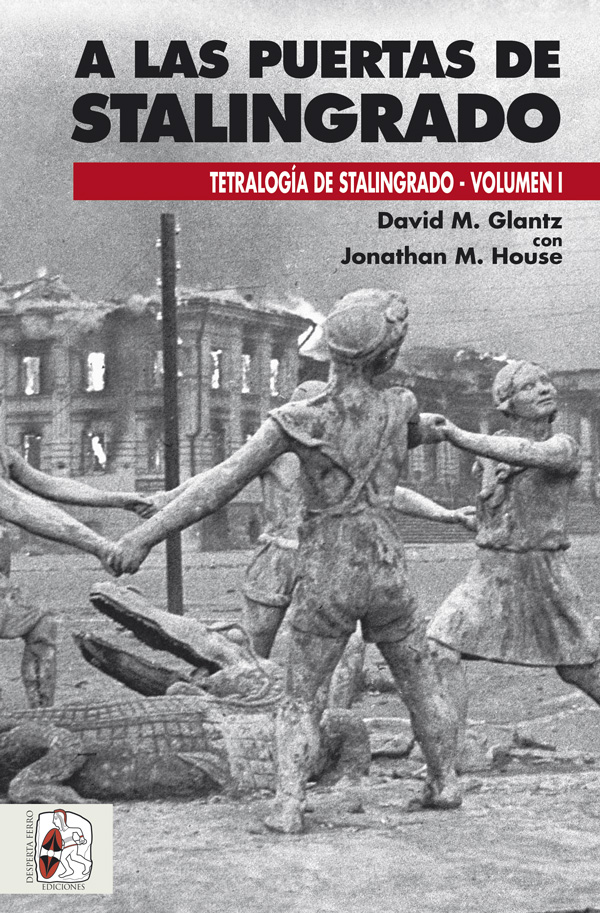 A LAS PUERTAS DE
STALINGRADO
TETRALOGÍA DE STALINGRADO - VOLUMEN I
David M. Glantz
con
Jonathan M. House
DESPERTA FERRO
EDICIONES